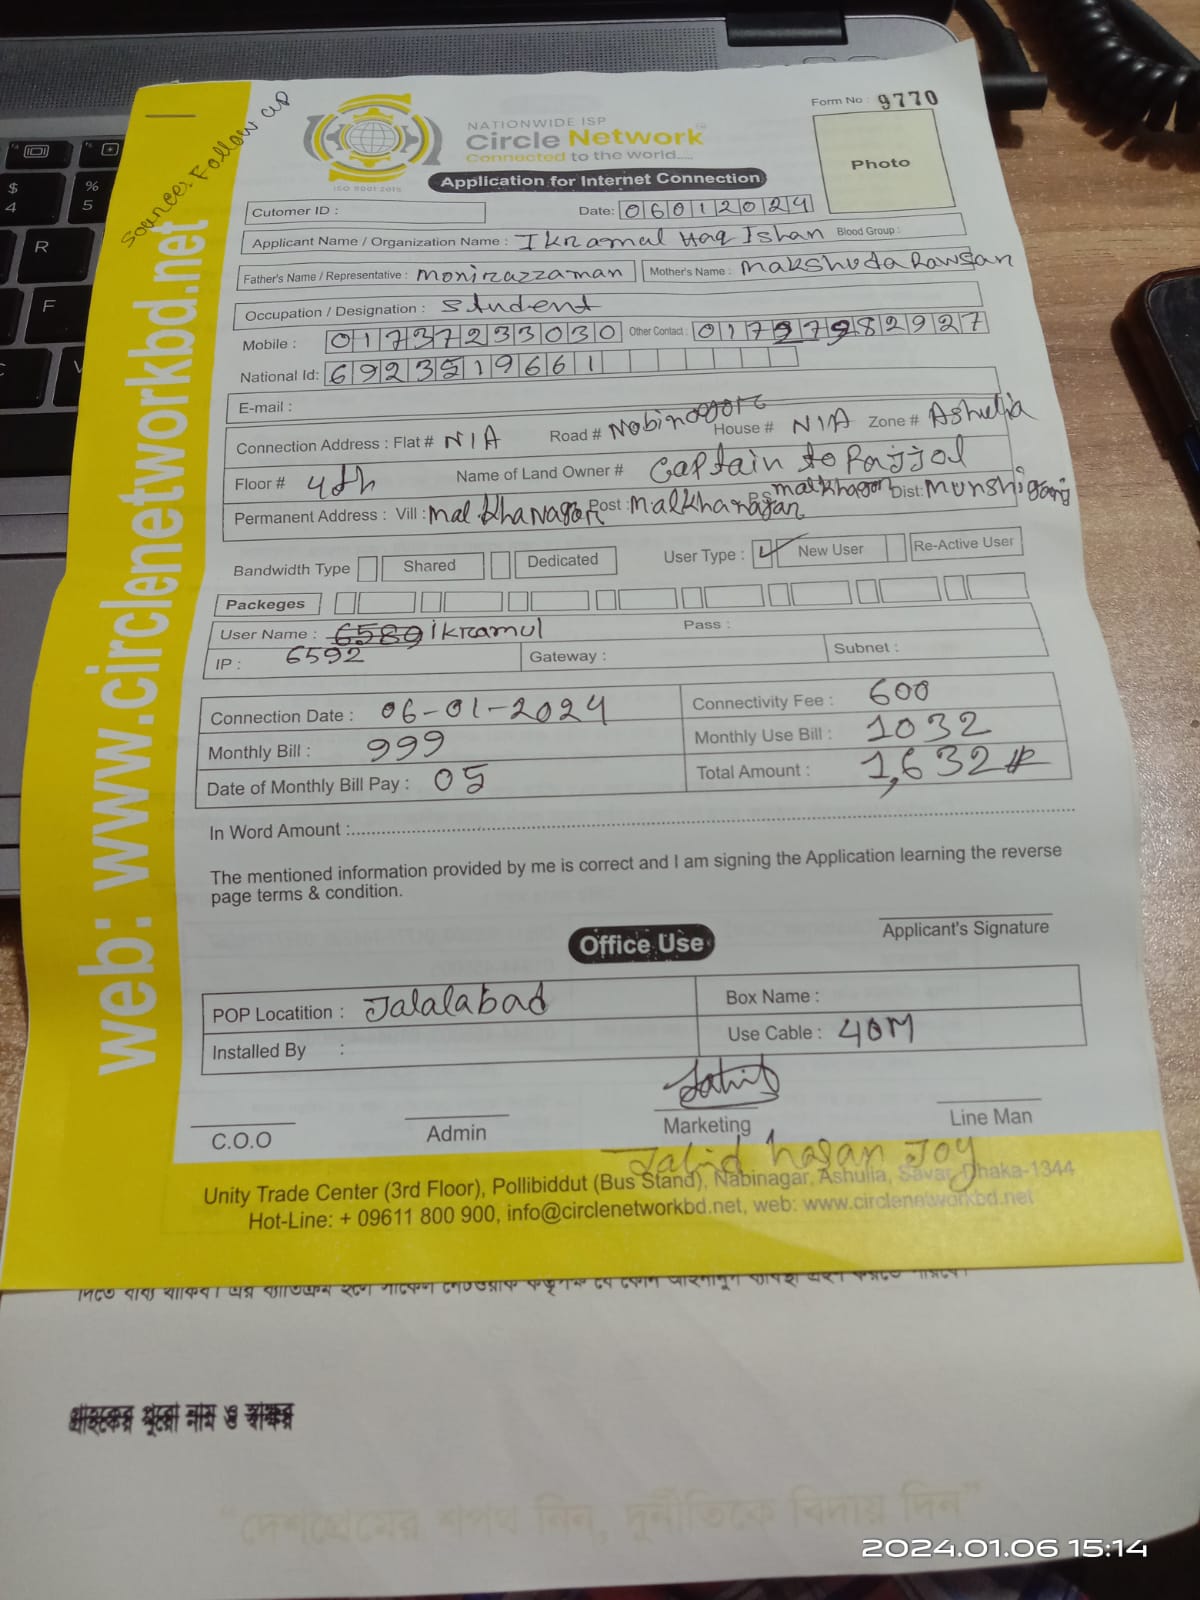 Source: Follow up
NATIONWIDE ISP
Circle Network
Connected to the world.....
ISO 9001:2015
Form No : 9770
Photo
Application for Internet Connection
Cutomer ID :
Date: 06012024
Applicant Name / Organization Name : Ikramul Haq Ishan Blood Group :
Father's Name / Representative : Monirazzaman Mother's Name : Makshuda Rawsan
Occupation / Designation : Student
Mobile : 01737233030 Other Contact :
National Id: 6923519661
E-mail :
Connection Address : Flat # N/A Road # Nobinagore House # N/A Zone # Ashulia
Floor # 4th Name of Land Owner # Captain to Rajjol
Permanent Address : Vill : Malkhanagar Post : Malkhanagar P.S malkhagar Dist: Munshigonj
Bandwidth Type Shared Dedicated User Type : ✓ New User Re-Active User
Packeges
User Name : 6589 Ikramul Pass :
IP : 6592 Gateway : Subnet :
Connection Date : 06-01-2024 Connectivity Fee : 600
Monthly Bill : 999 Monthly Use Bill : 1032
Date of Monthly Bill Pay : 05 Total Amount : 1,632
In Word Amount :
The mentioned information provided by me is correct and I am signing the Application learning the reverse
page terms & condition.
Applicant's Signature
Office Use
POP Locatition : Jalalabad Box Name :
Installed By : Use Cable : 40M
C.O.O Admin Marketing Line Man
Jahid hasan Joy
Unity Trade Center (3rd Floor), Pollibiddut (Bus Stand), Nabinagar, Ashulia, Savar, Dhaka-1344
Hot-Line: + 09611 800 900, info@circlenetworkbd.net, web: www.circlenetworkbd.net
web: www.circlenetworkbd.net
গ্রাহকের পুরো নাম ও স্বাক্ষর
“দেশপ্রেমের শপথ নিন, দুর্নীতিকে বিদায় দিন”
2024.01.06 15:14